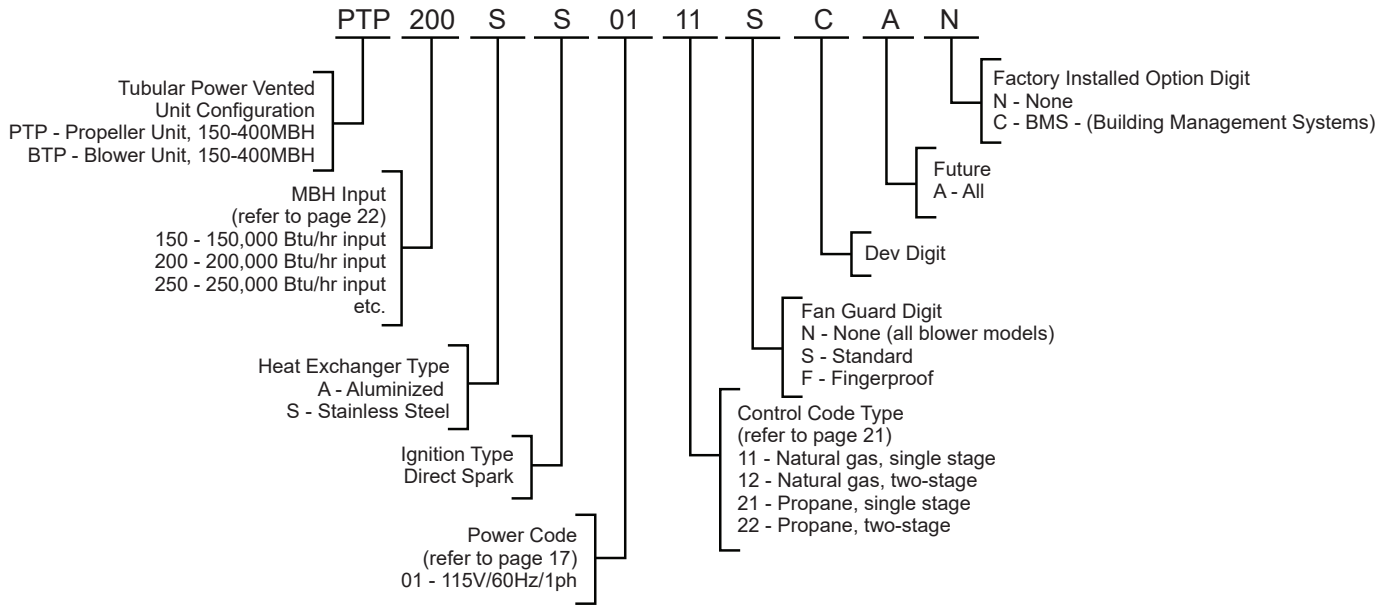 PTP 200 S S 01 11 S C A N
Tubular Power Vented
Unit Configuration
PTP - Propeller Unit, 150-400MBH
BTP - Blower Unit, 150-400MBH
MBH Input
(refer to page 22)
150 - 150,000 Btu/hr input
200 - 200,000 Btu/hr input
250 - 250,000 Btu/hr input
etc.
Heat Exchanger Type
A - Aluminized
S - Stainless Steel
Ignition Type
Direct Spark
Power Code
(refer to page 17)
01 - 115V/60Hz/1ph
Control Code Type
(refer to page 21)
11 - Natural gas, single stage
12 - Natural gas, two-stage
21 - Propane, single stage
22 - Propane, two-stage
Fan Guard Digit
N - None (all blower models)
S - Standard
F - Fingerproof
Dev Digit
Future
A - All
Factory Installed Option Digit
N - None
C - BMS - (Building Management Systems)